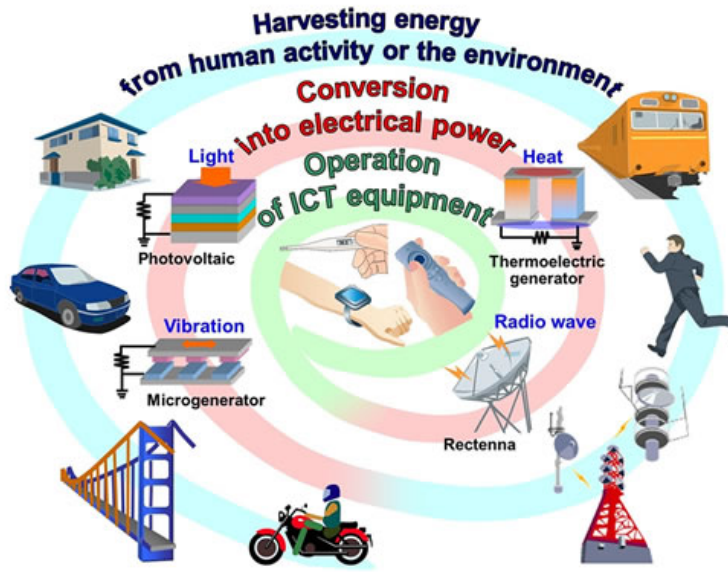 Harvesting energy
from human activity or the environment
Conversion
into electrical power
Operation
of ICT equipment
Light
Photovoltaic
Heat
Thermoelectric
generator
Vibration
Microgenerator
Radio wave
Rectenna